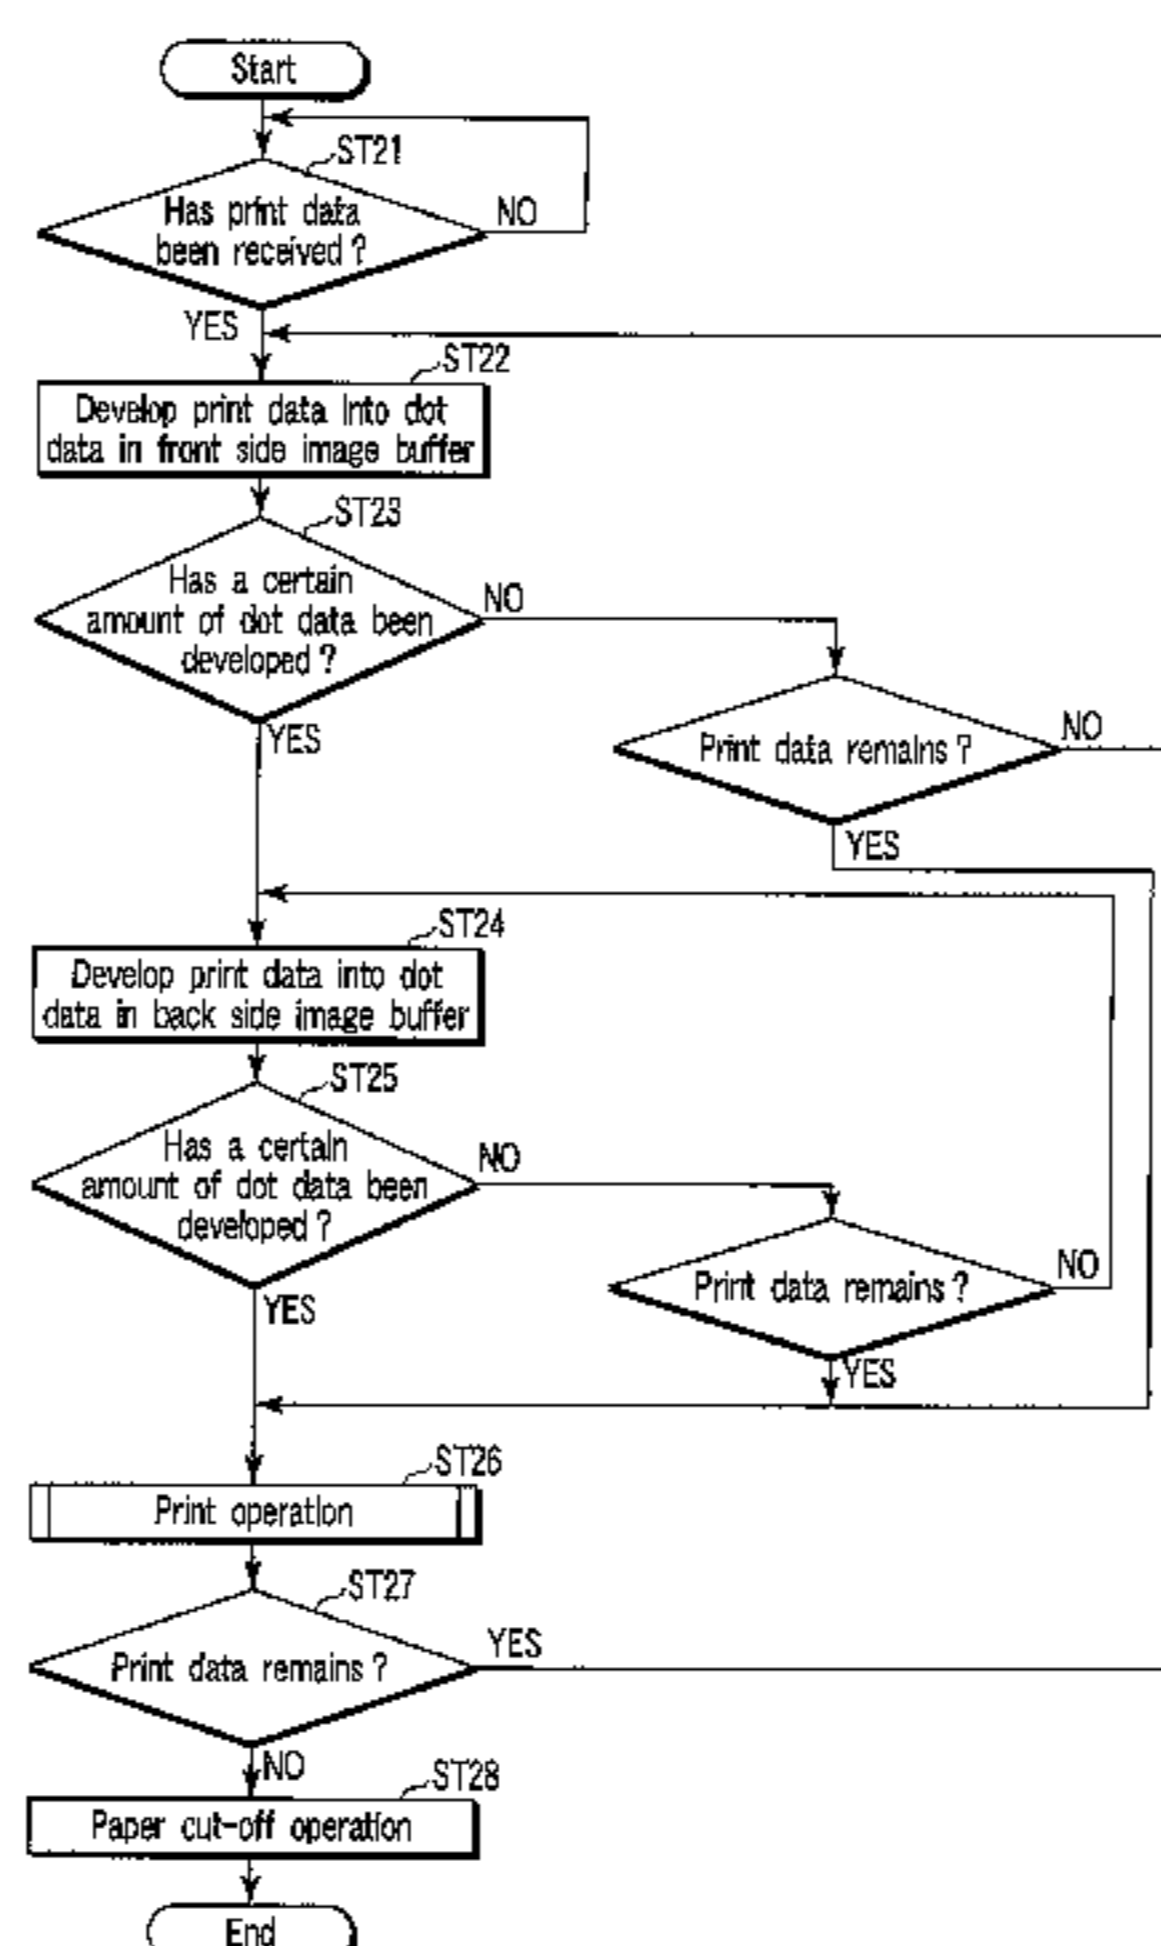 Start
ST21
Has print data
been received?
NO
YES
ST22
Develop print data into dot
data in front side image buffer
ST23
Has a certain
amount of dot data been
developed?
NO
YES
Print data remains?
NO
YES
ST24
Develop print data into dot
data in back side image buffer
ST25
Has a certain
amount of dot data been
developed?
NO
YES
Print data remains?
NO
YES
ST26
Print operation
ST27
Print data remains?
YES
NO
ST28
Paper cut-off operation
End